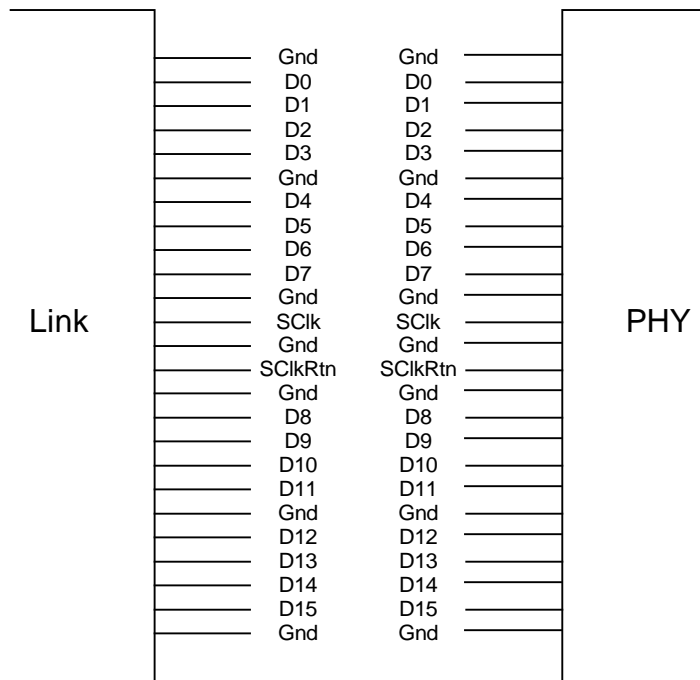 Gnd Gnd
D0 D0
D1 D1
D2 D2
D3 D3
Gnd Gnd
D4 D4
D5 D5
D6 D6
D7 D7
Gnd Gnd
Link SClk SClk PHY
Gnd Gnd
SClkRtn SClkRtn
Gnd Gnd
D8 D8
D9 D9
D10 D10
D11 D11
Gnd Gnd
D12 D12
D13 D13
D14 D14
D15 D15
Gnd Gnd